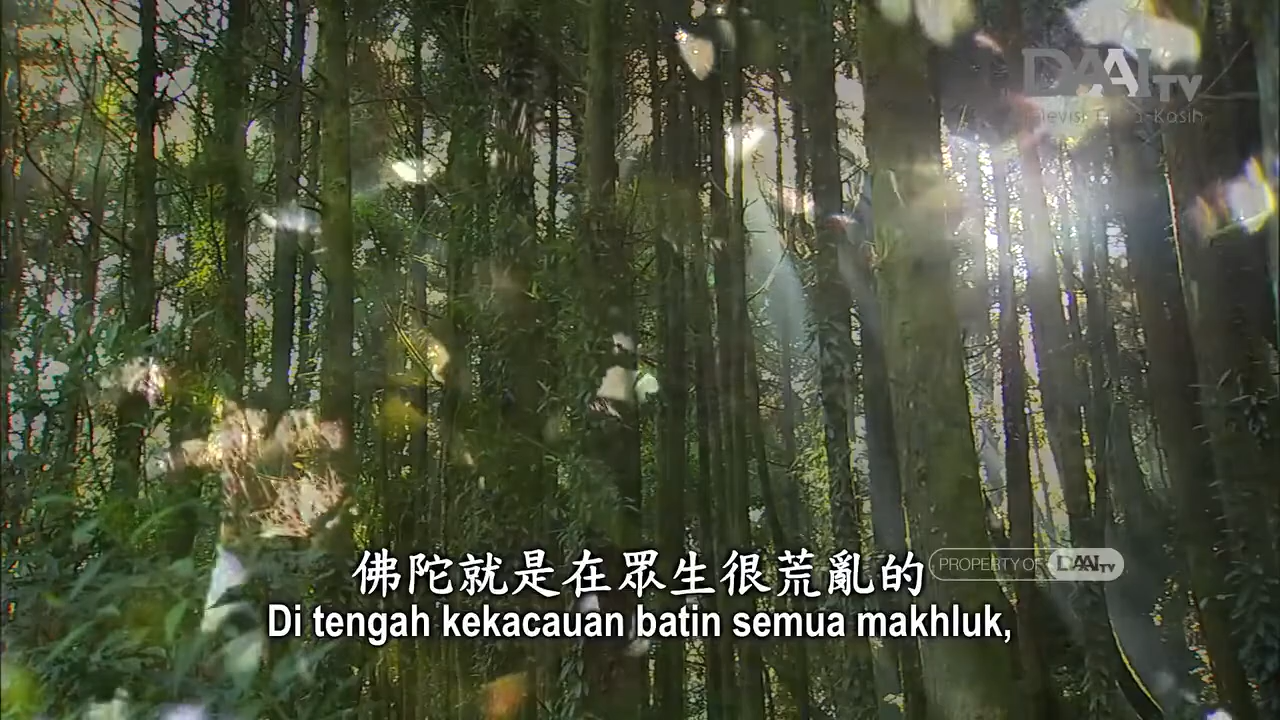 DAAI TV
佛陀就是在眾生很荒亂的
PROPERTY OF DAAI TV
Di tengah kekacauan batin semua makhluk,